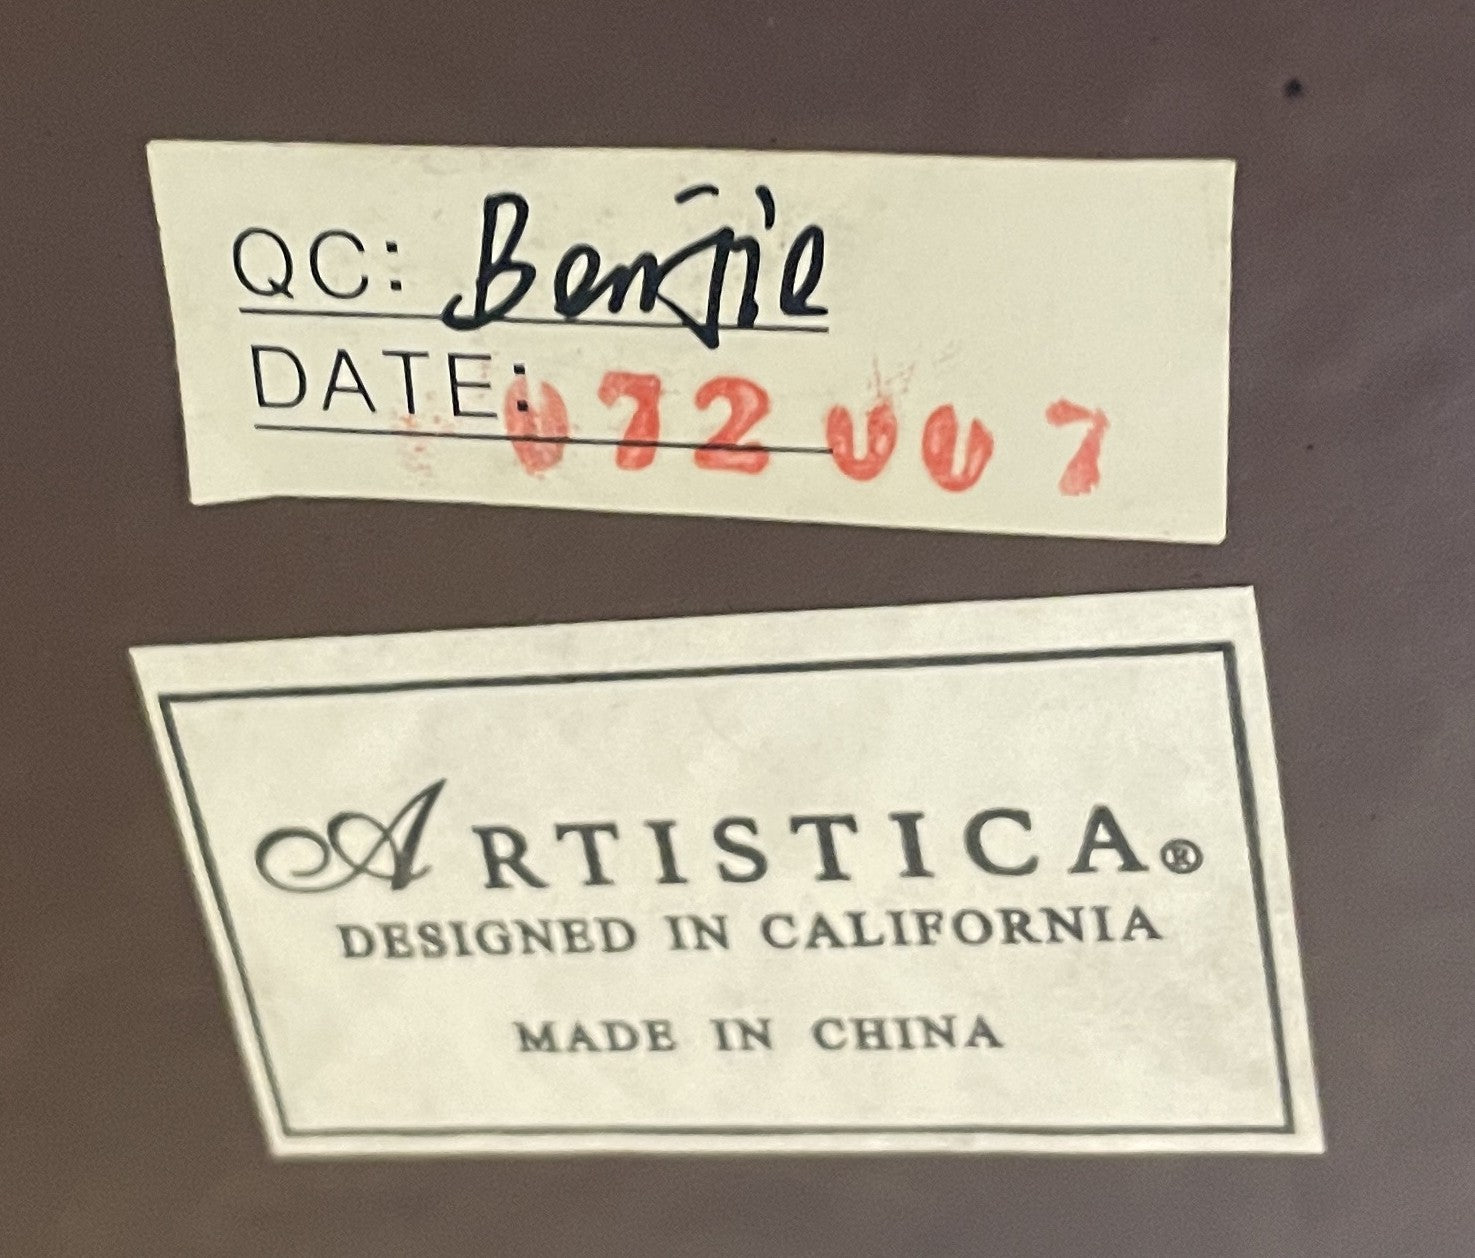 QC: Benjie
DATE: 072007
ARTISTICA®
DESIGNED IN CALIFORNIA
MADE IN CHINA